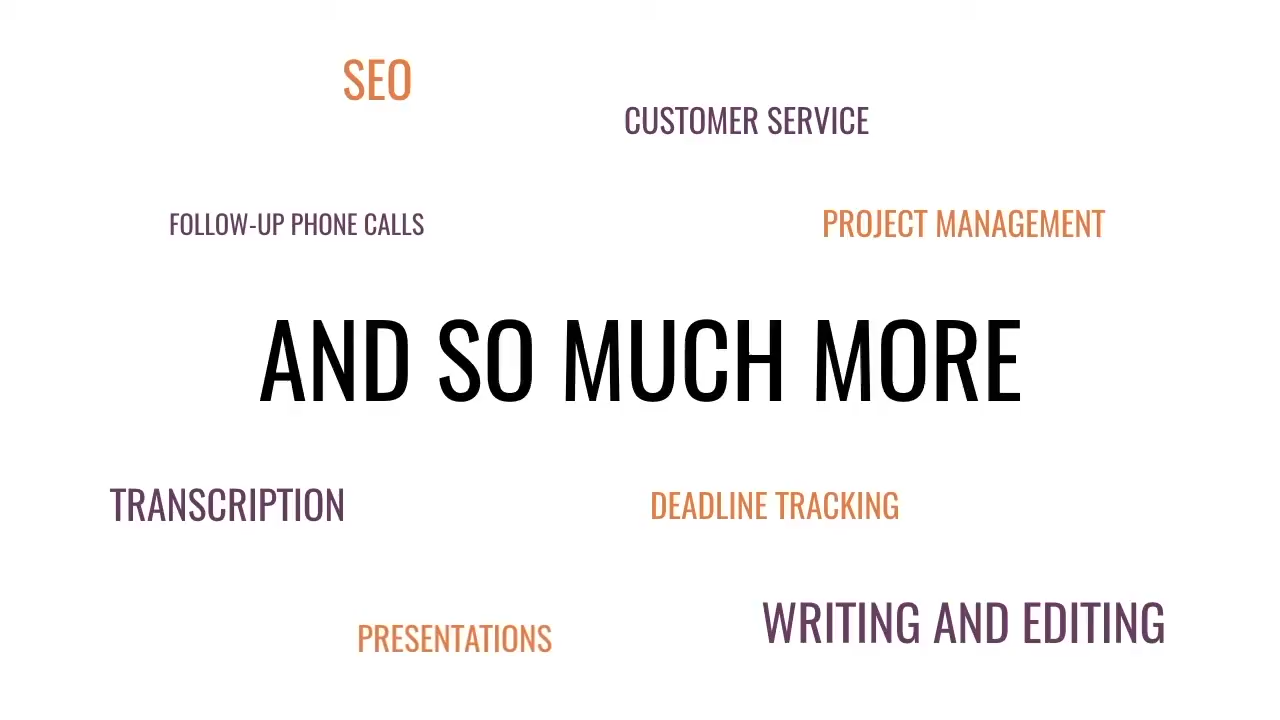 SEO
CUSTOMER SERVICE
FOLLOW-UP PHONE CALLS
PROJECT MANAGEMENT
AND SO MUCH MORE
TRANSCRIPTION
DEADLINE TRACKING
WRITING AND EDITING
PRESENTATIONS